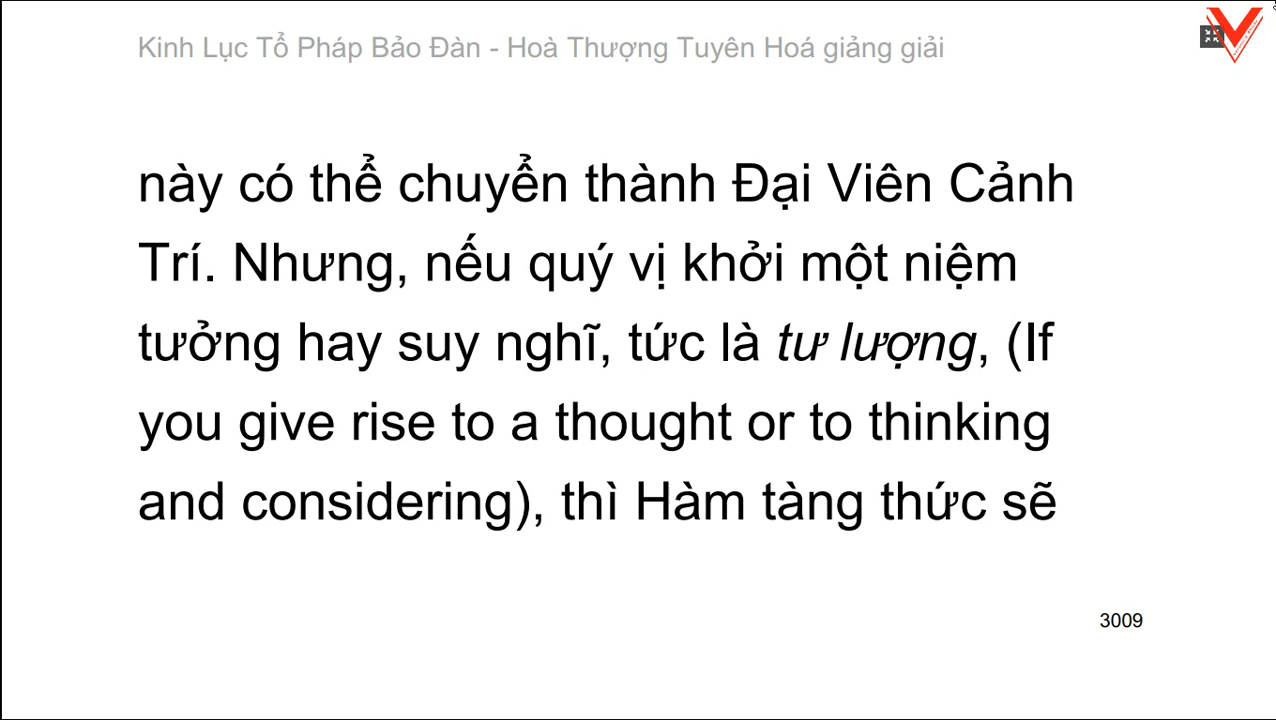 Kinh Lục Tổ Pháp Bảo Đàn - Hoà Thượng Tuyên Hoá giảng giải
này có thể chuyển thành Đại Viên Cảnh
Trí. Nhưng, nếu quý vị khởi một niệm
tưởng hay suy nghĩ, tức là tư lượng, (If
you give rise to a thought or to thinking
and considering), thì Hàm tàng thức sẽ
3009